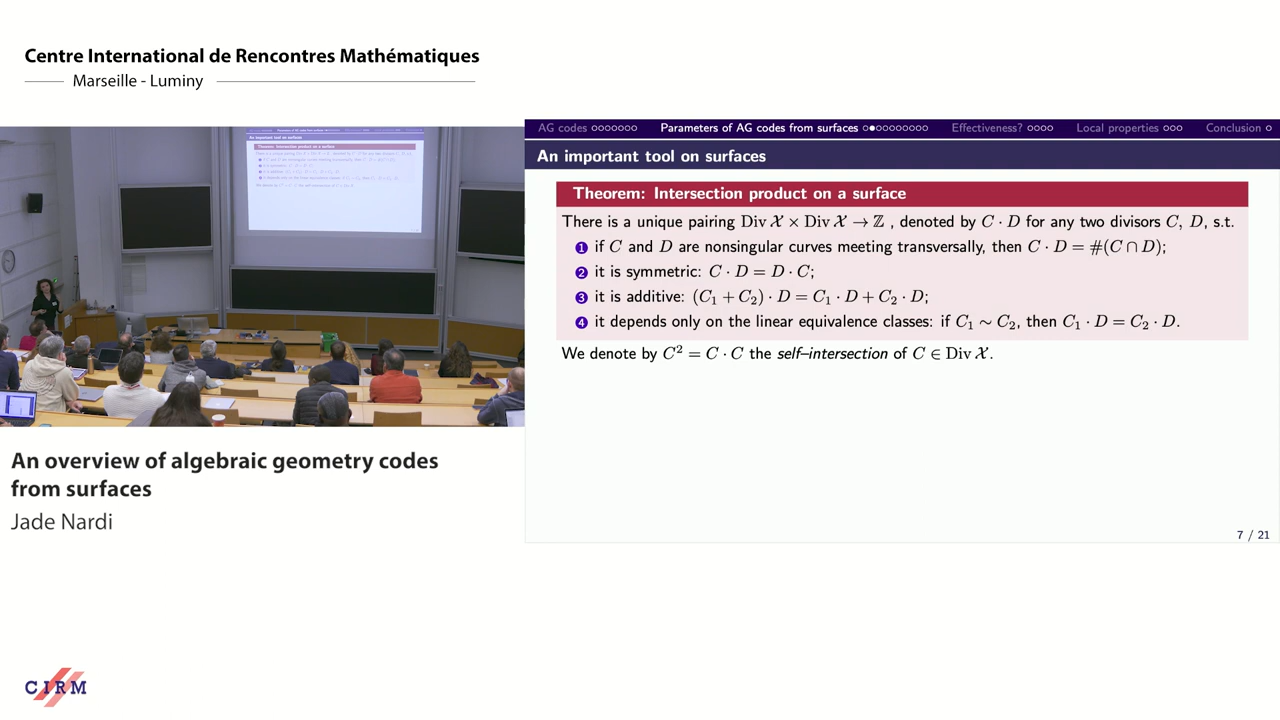 Centre International de Rencontres Mathématiques
Marseille - Luminy
AG codes
Parameters of AG codes from surfaces
Effectiveness?
Local properties
Conclusion
An important tool on surfaces
Theorem: Intersection product on a surface
There is a unique pairing Div 𝒳 × Div 𝒳 → ℤ , denoted by C · D for any two divisors C, D, s.t.
1 if C and D are nonsingular curves meeting transversally, then C · D = #(C ∩ D);
2 it is symmetric: C · D = D · C;
3 it is additive: (C₁ + C₂) · D = C₁ · D + C₂ · D;
4 it depends only on the linear equivalence classes: if C₁ ∼ C₂, then C₁ · D = C₂ · D.
We denote by C² = C · C the self–intersection of C ∈ Div 𝒳.
7 / 21
An overview of algebraic geometry codes
from surfaces
Jade Nardi
CIRM